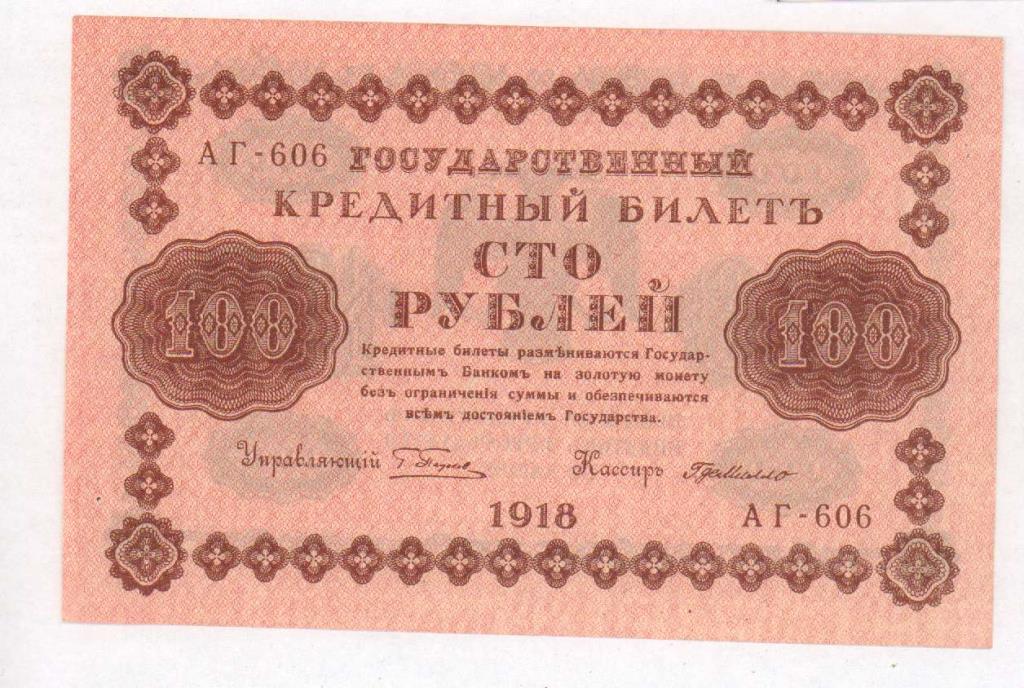 АГ-606 ГОСУДАРСТВЕННЫЙ
КРЕДИТНЫЙ БИЛЕТЪ
СТО
РУБЛЕЙ
100
100
Кредитные билеты размѣниваются Государ-
ственнымъ Банкомъ на золотую монету
безъ ограниченія суммы и обезпечиваются
всѣмъ достояніемъ Государства.
Управляющій
Кассиръ
1918
АГ-606